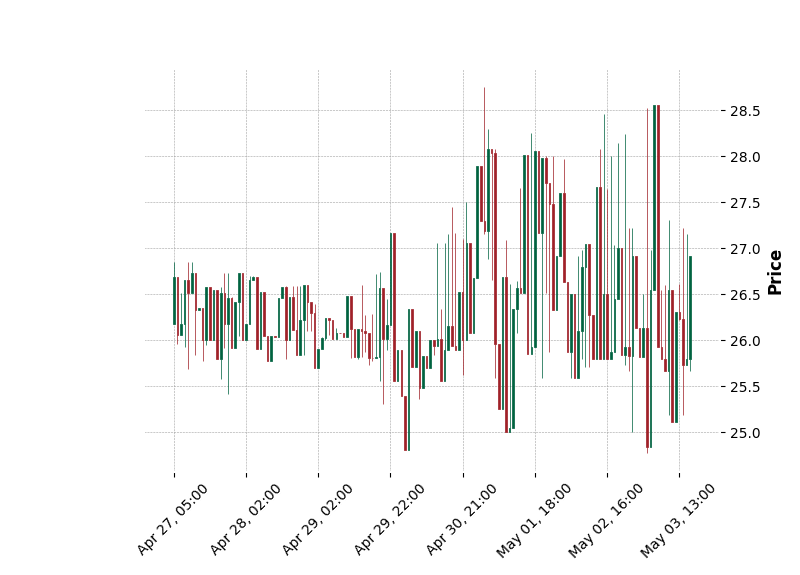 28.5
28.0
27.5
27.0
26.5
26.0
25.5
25.0
Price
Apr 27, 05:00
Apr 28, 02:00
Apr 29, 02:00
Apr 29, 22:00
Apr 30, 21:00
May 01, 18:00
May 02, 16:00
May 03, 13:00